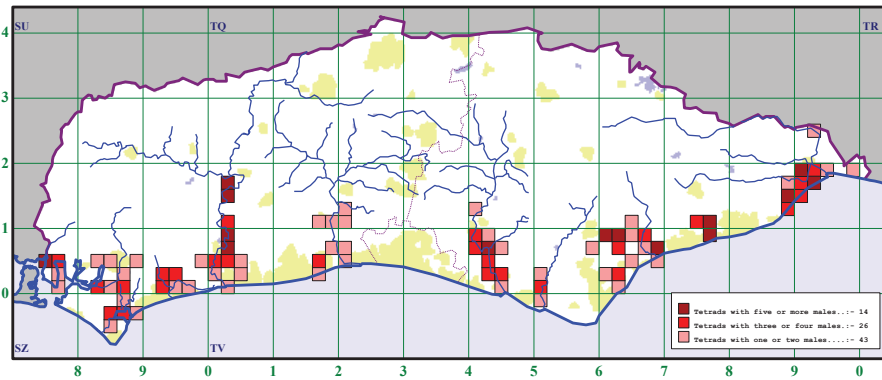 SU TQ TR
4
3
2
1
0
SZ TV
Tetrads with five or more males..:- 14
Tetrads with three or four males:- 26
Tetrads with one or two males....:- 43
8 9 0 1 2 3 4 5 6 7 8 9 0